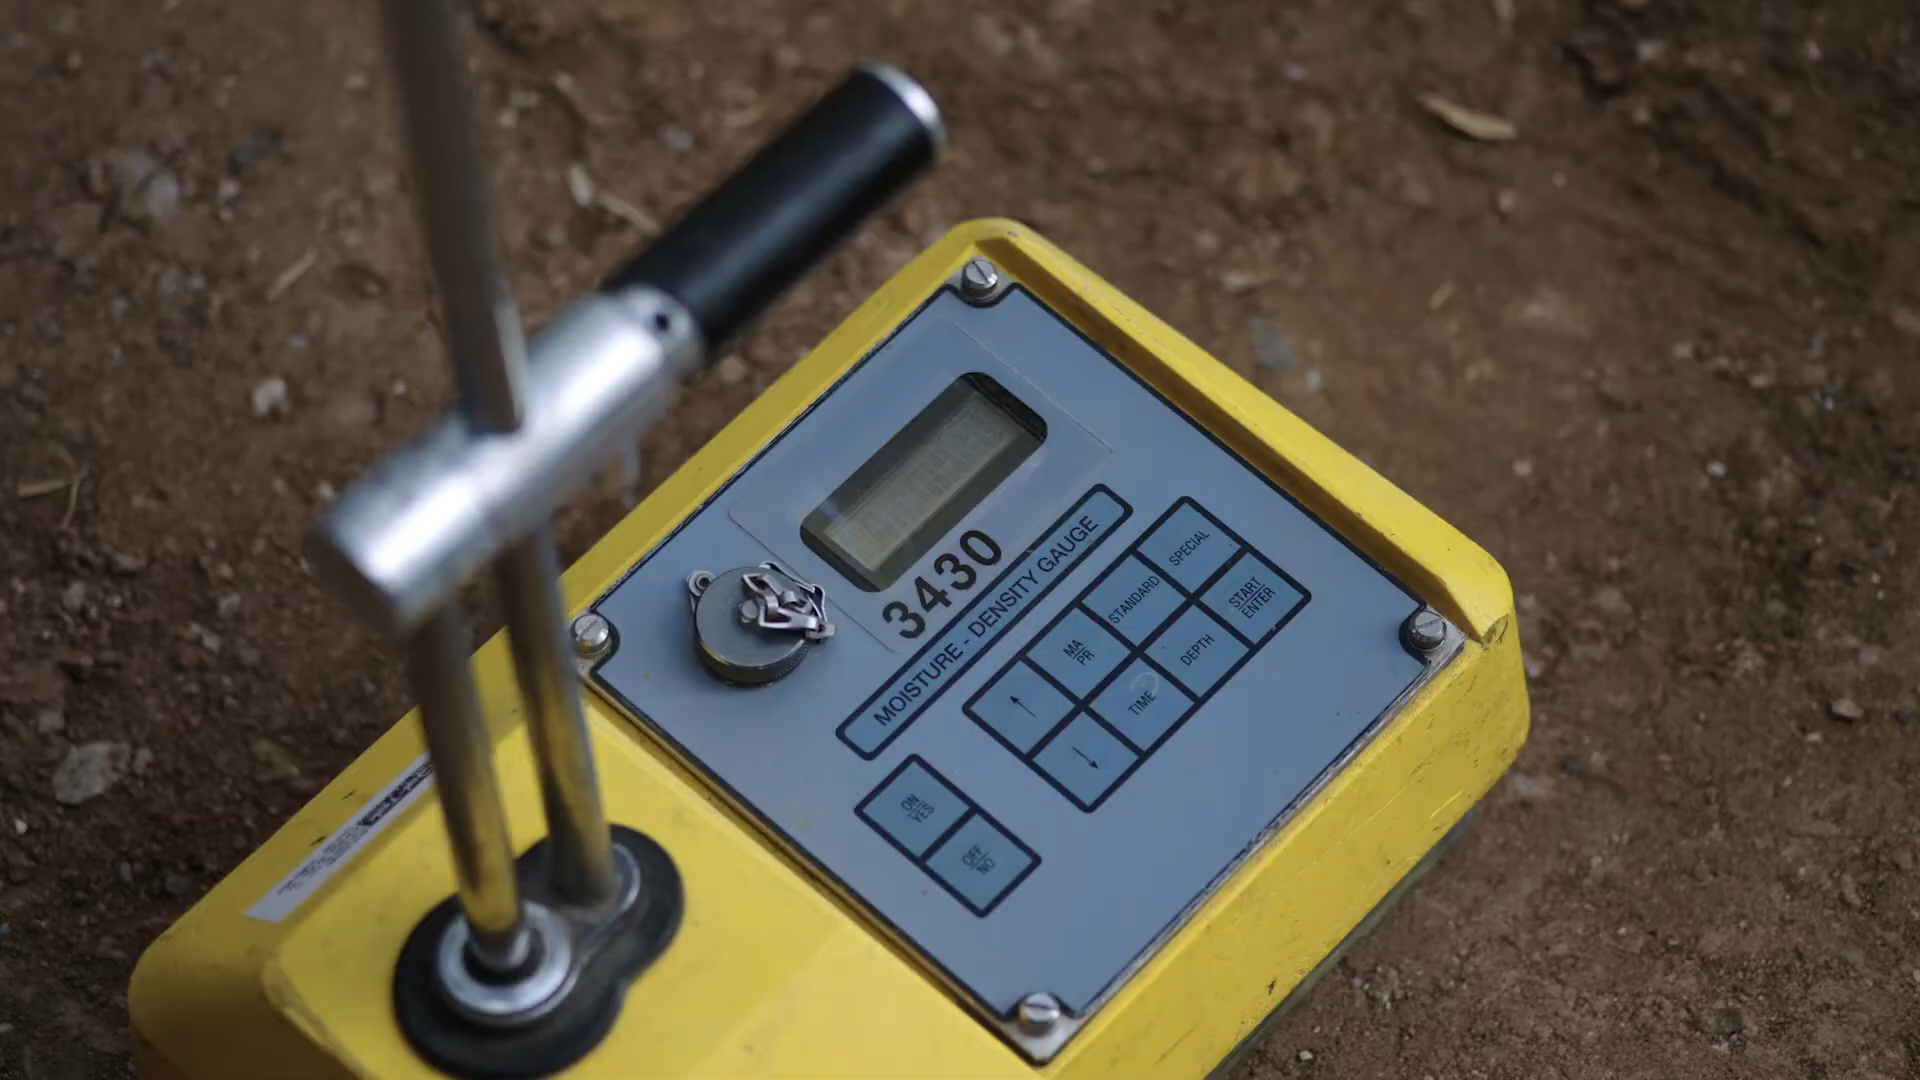 3430
MOISTURE - DENSITY GAUGE
SPECIAL
STANDARD
START
ENTER
MA
PR
DEPTH
↑
TIME
↓
ON
YES
OFF
NO